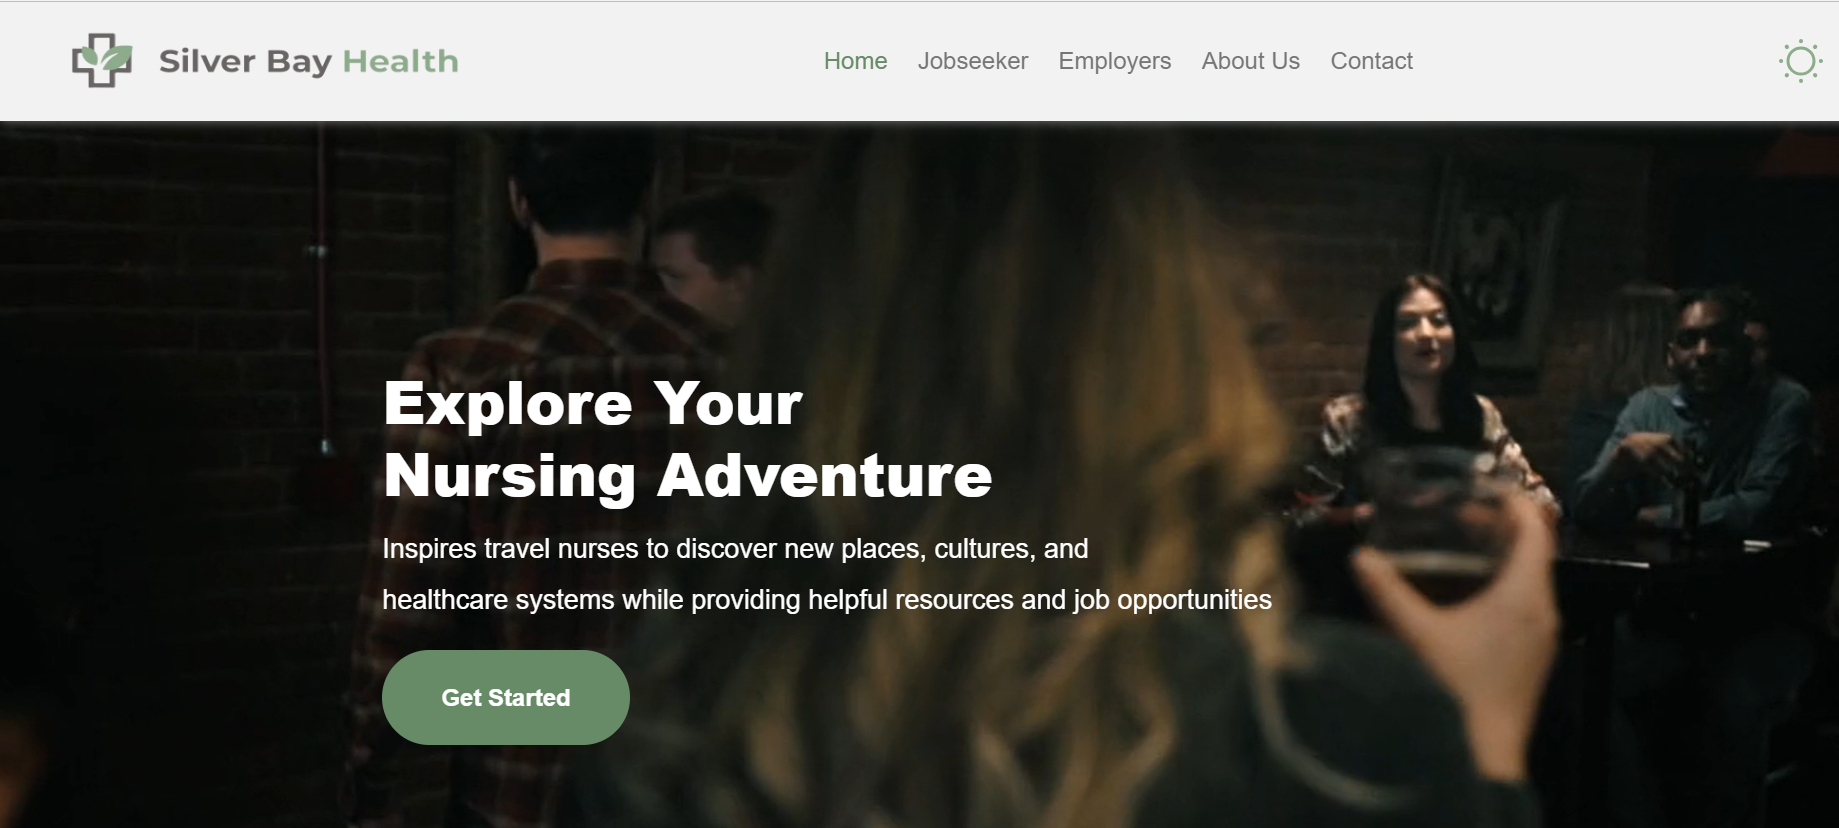 Silver Bay Health
Home Jobseeker Employers About Us Contact
Explore Your
Nursing Adventure
Inspires travel nurses to discover new places, cultures, and
healthcare systems while providing helpful resources and job opportunities
Get Started